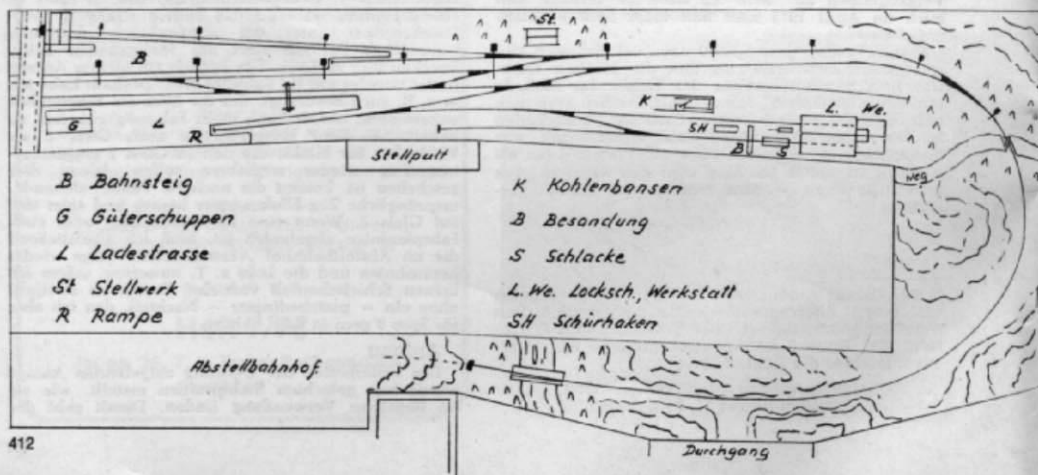 St.
B
K
L. We.
G
L
R
SH
B
S
Stellpult
Weg
B Bahnsteig
G Güterschuppen
L Ladestrasse
St Stellwerk
R Rampe
K Kohlenbansen
B Besandung
S Schlacke
L.We. Locksch., Werkstatt
SH Schürhaken
Abstellbahnhof
Durchgang
412